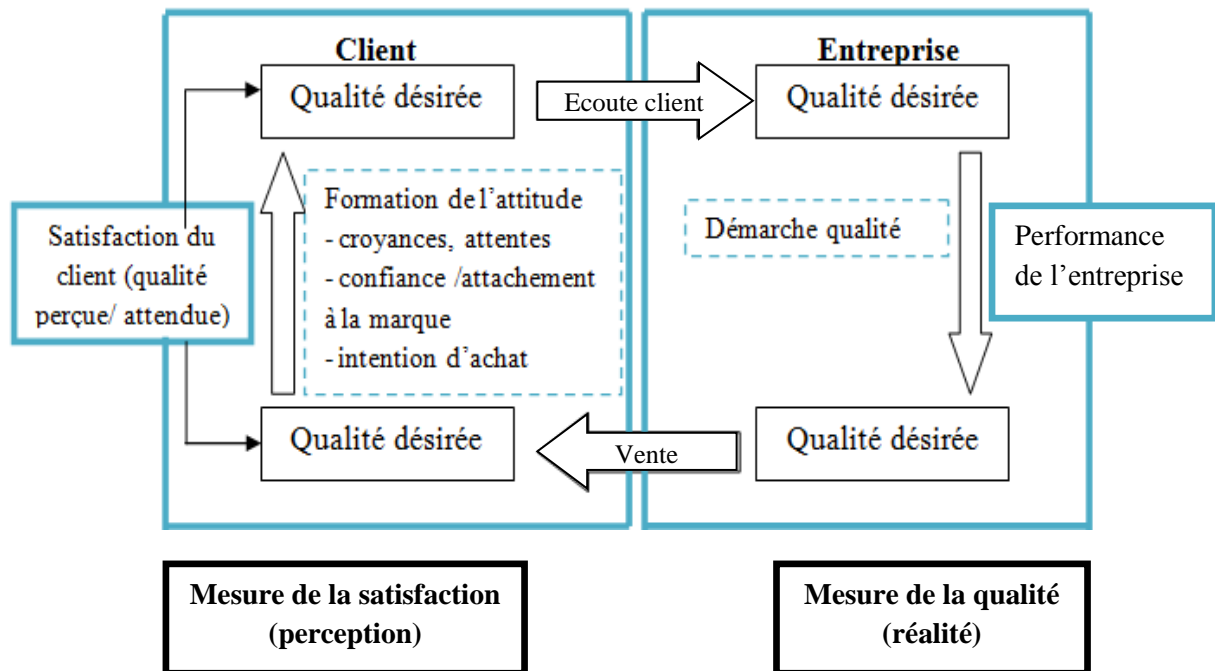 Client
Qualité désirée
Ecoute client
Entreprise
Qualité désirée
Satisfaction du
client (qualité
perçue/ attendue)
Formation de l'attitude
- croyances, attentes
- confiance /attachement
à la marque
- intention d'achat
Démarche qualité
Performance
de l'entreprise
Qualité désirée
Vente
Qualité désirée
Mesure de la satisfaction
(perception)
Mesure de la qualité
(réalité)